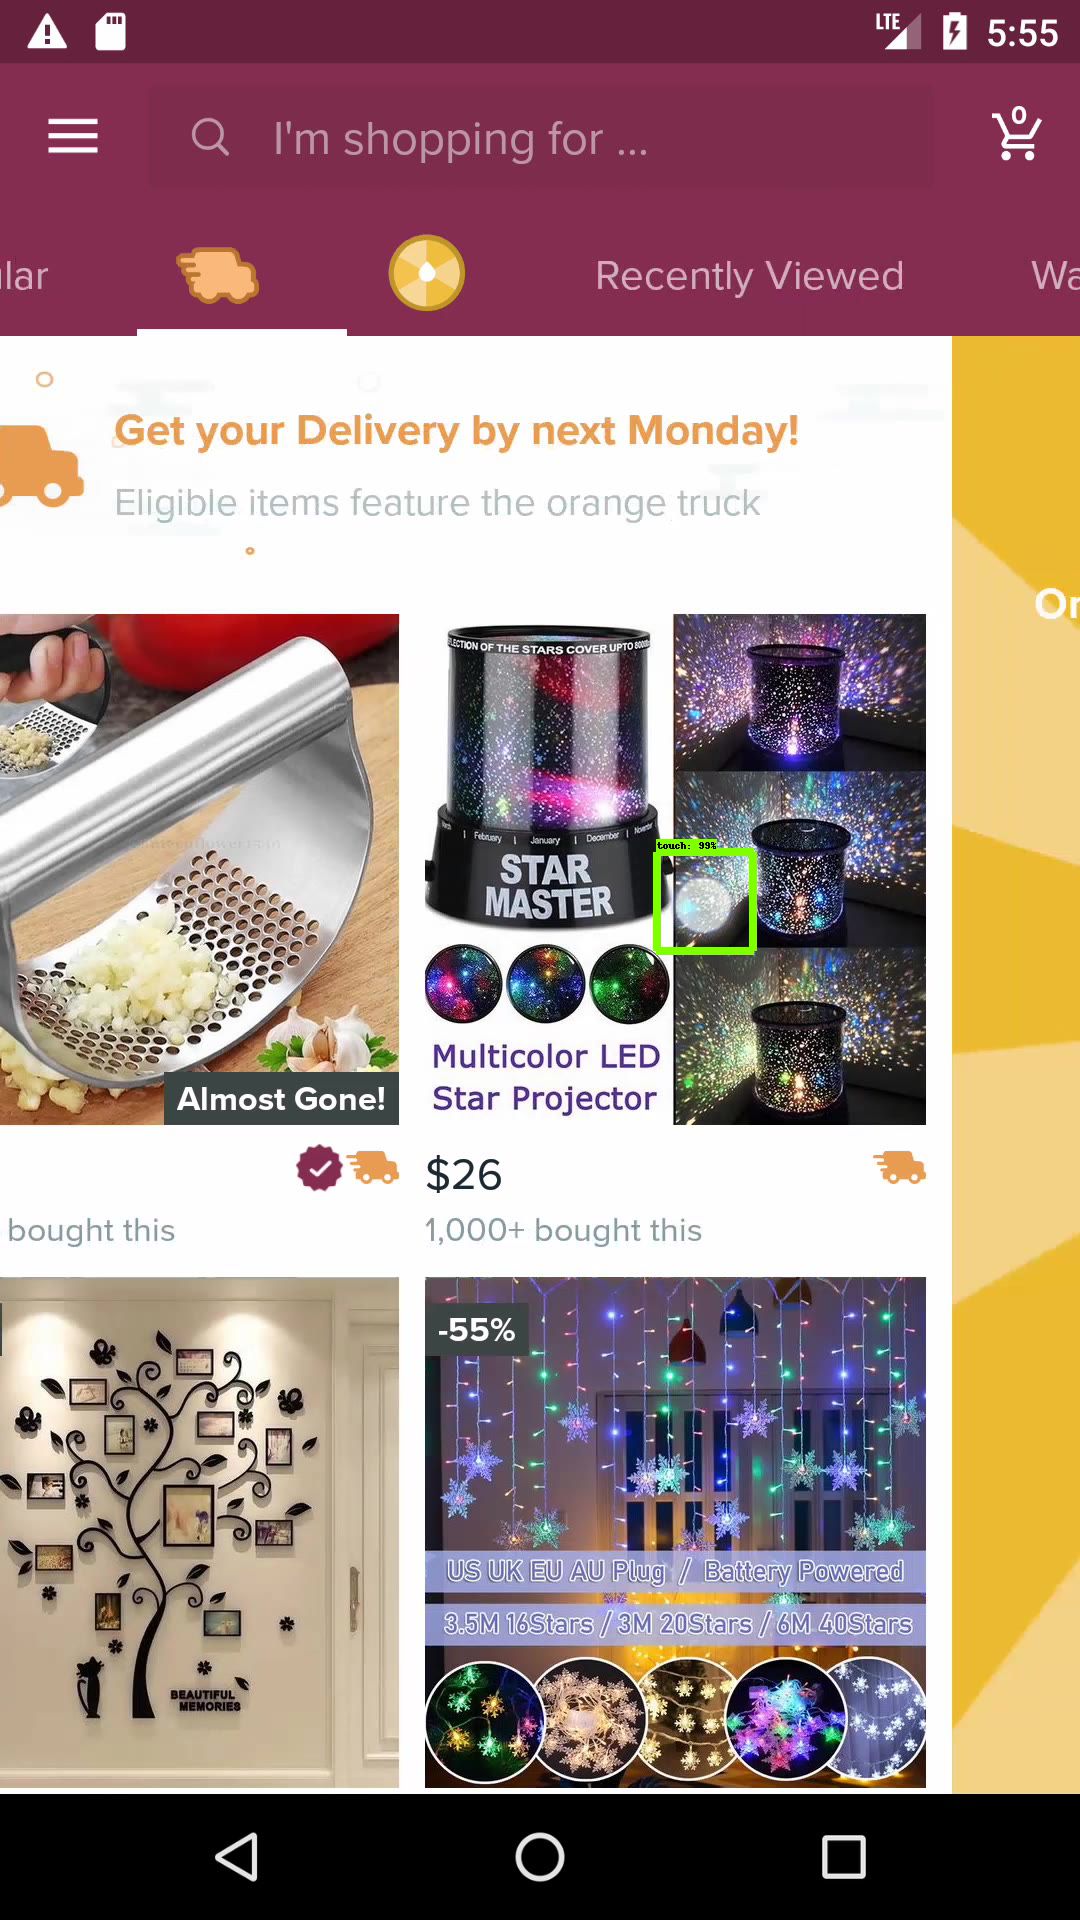 LTE
5:55
I'm shopping for ...
0
lar
Recently Viewed
Wa
Get your Delivery by next Monday!
Eligible items feature the orange truck
Or
LECTION OF THE STARS COVER UPTO
February
January
December
STAR
MASTER
touch: 99%
Multicolor LED
Star Projector
Almost Gone!
$26
bought this
1,000+ bought this
-55%
US UK EU AU Plug / Battery Powered
3.5M 16Stars / 3M 20Stars / 6M 40Stars
BEAUTIFUL
MEMORIES